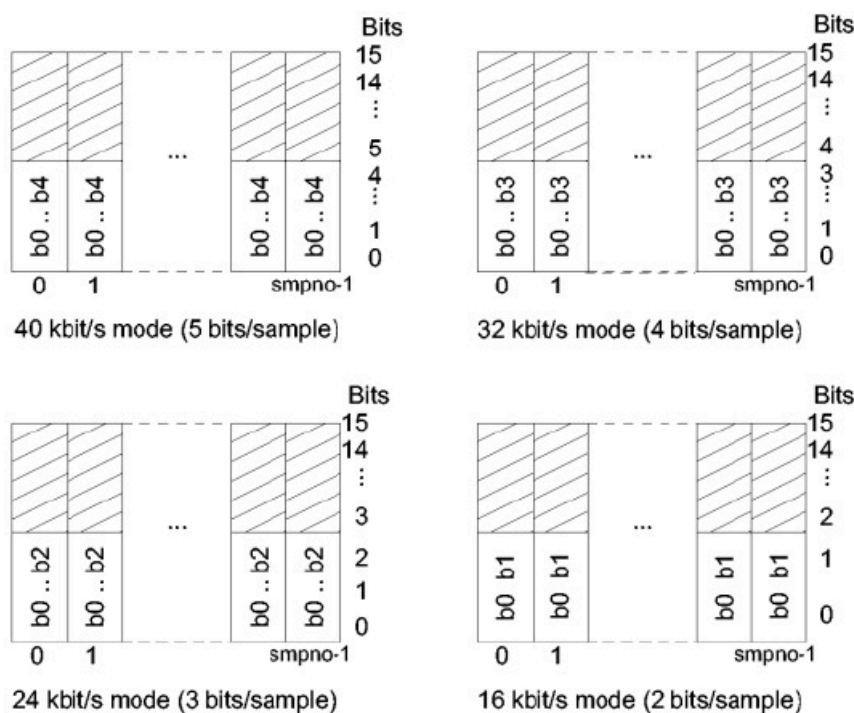 Bits
15
14
...
5
4
...
1
0
b0 .. b4
b0 .. b4
...
b0 .. b4
b0 .. b4
0
1
smpno-1
40 kbit/s mode (5 bits/sample)
Bits
15
14
...
4
3
...
1
0
b0 .. b3
b0 .. b3
...
b0 .. b3
b0 .. b3
0
1
smpno-1
32 kbit/s mode (4 bits/sample)
Bits
15
14
...
3
2
1
0
b0 .. b2
b0 .. b2
...
b0 .. b2
b0 .. b2
0
1
smpno-1
24 kbit/s mode (3 bits/sample)
Bits
15
14
...
2
1
0
b0 b1
b0 b1
...
b0 b1
b0 b1
0
1
smpno-1
16 kbit/s mode (2 bits/sample)